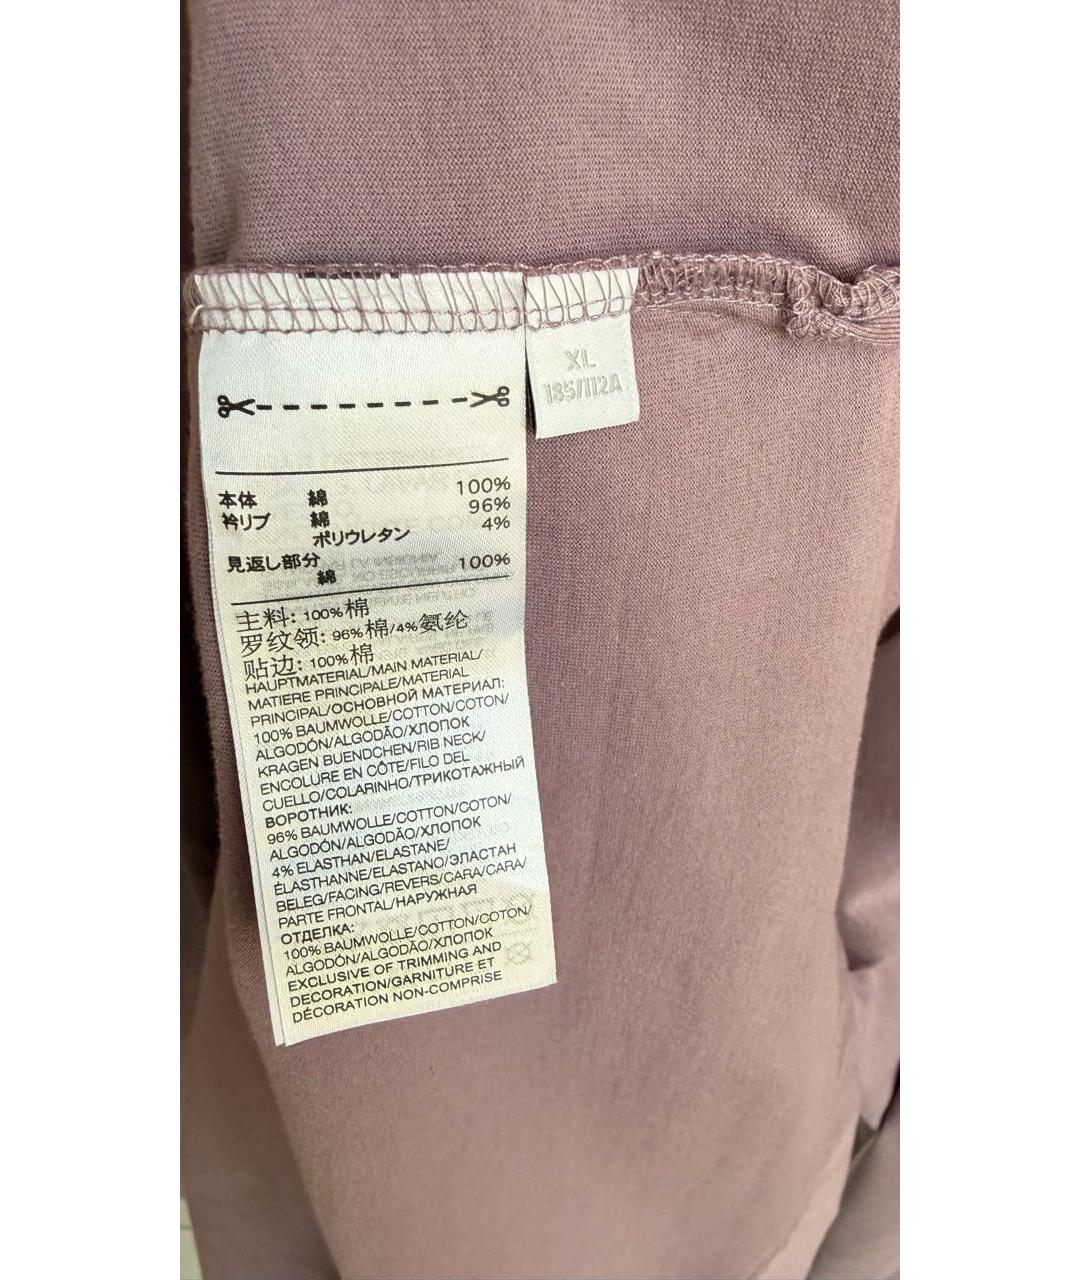 XL
185/112A
本体 綿 100%
衿リブ 綿 96%
ポリウレタン 4%
見返し部分
綿 100%
主料: 100%棉
罗纹领: 96%棉/4%氨纶
贴边: 100%棉
HAUPTMATERIAL/MAIN MATERIAL/
MATIERE PRINCIPALE/MATERIAL
PRINCIPAL/ОСНОВНОЙ МАТЕРИАЛ:
100% BAUMWOLLE/COTTON/COTON/
ALGODÓN/ALGODÃO/ХЛОПОК
KRAGEN BUENDCHEN/RIB NECK/
ENCOLURE EN CÔTE/FILO DEL
CUELLO/COLARINHO/ТРИКОТАЖНЫЙ
ВОРОТНИК:
96% BAUMWOLLE/COTTON/COTON/
ALGODÓN/ALGODÃO/ХЛОПОК
4% ELASTHAN/ELASTANE/
ÉLASTHANNE/ELASTANO/ЭЛАСТАН
BELEG/FACING/REVERS/CARA/CARA/
PARTE FRONTAL/НАРУЖНАЯ
ОТДЕЛКА:
100% BAUMWOLLE/COTTON/COTON/
ALGODÓN/ALGODÃO/ХЛОПОК
EXCLUSIVE OF TRIMMING AND
DECORATION/GARNITURE ET
DÉCORATION NON-COMPRISE